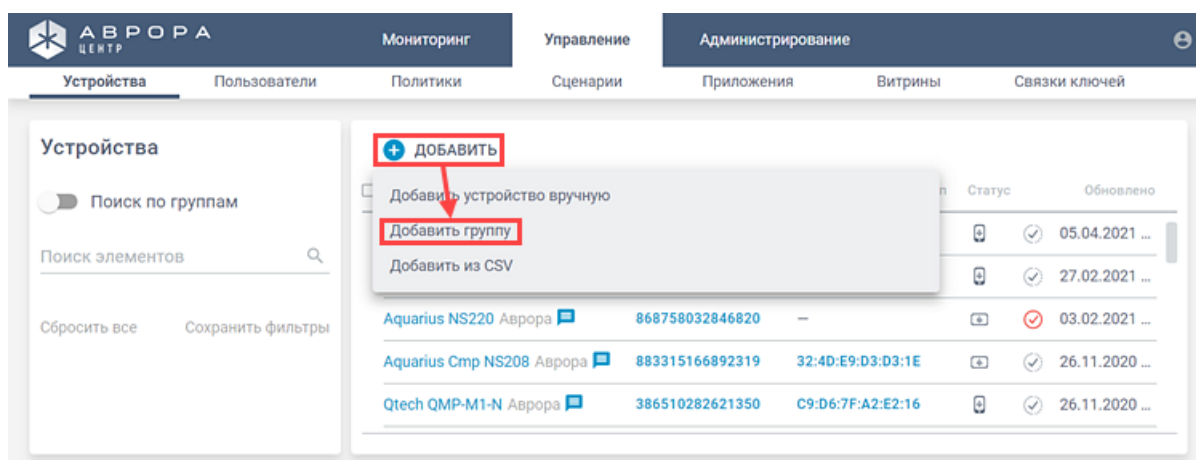 АВРОРА
ЦЕНТР
Мониторинг Управление Администрирование
Устройства Пользователи Политики Сценарии Приложения Витрины Связки ключей
Устройства
ДОБАВИТЬ
Поиск по группам
Добавить устройство вручную
п Статус Обновлено
Добавить группу
05.04.2021 ...
Поиск элементов
Добавить из CSV
27.02.2021 ...
Сбросить все Сохранить фильтры
Aquarius NS220 Аврора 868758032846820 — 03.02.2021 ...
Aquarius Cmp NS208 Аврора 883315166892319 32:4D:E9:D3:D3:1E 26.11.2020 ...
Qtech QMP-M1-N Аврора 386510282621350 C9:D6:7F:A2:E2:16 26.11.2020 ...